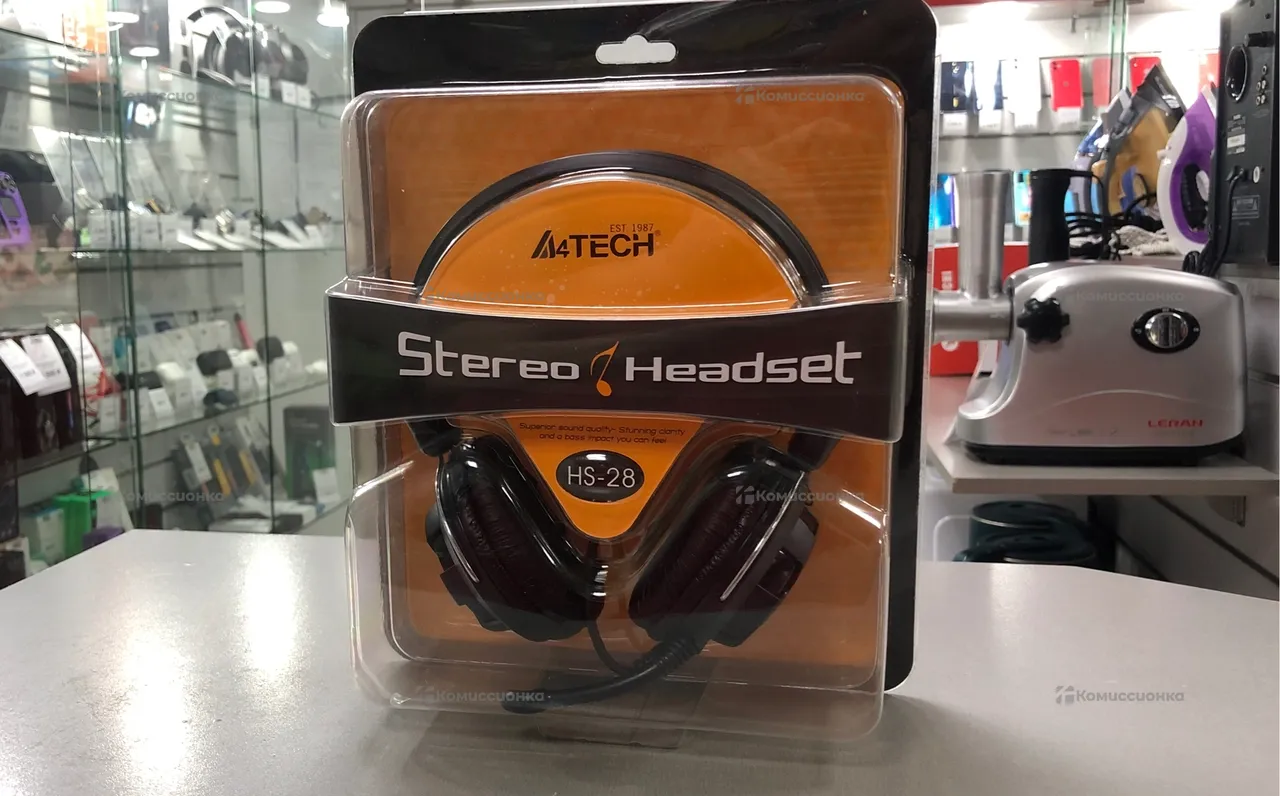 Комиссионка
Комиссионка
EST. 1987
A4TECH
Комиссионка
Stereo Headset
Superior sound quality- Stunning clarity
and a bass impact you can feel
HS-28
LERAN
Комиссионка
Комиссионка
Комиссионка